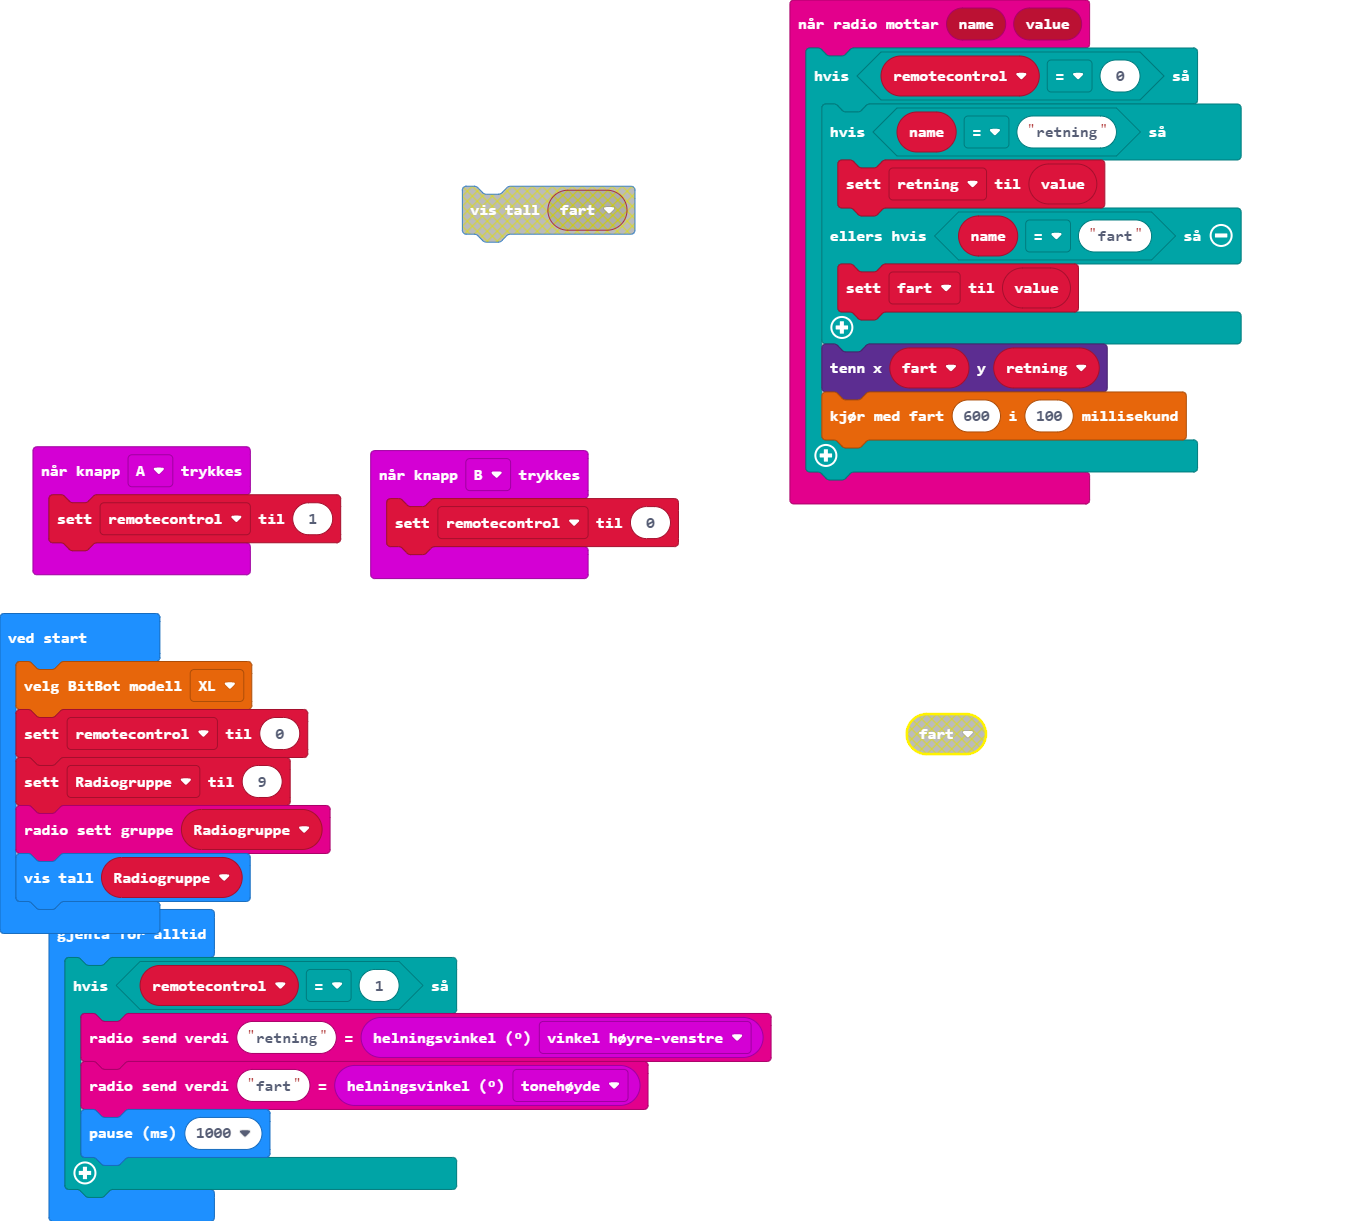 når radio mottar name value
hvis remotecontrol = 0 så
hvis name = "retning" så
sett retning til value
ellers hvis name = "fart" så
sett fart til value
tenn x fart y retning
kjør med fart 600 i 100 millisekund
vis tall fart
når knapp A trykkes
sett remotecontrol til 1
når knapp B trykkes
sett remotecontrol til 0
ved start
velg BitBot modell XL
sett remotecontrol til 0
sett Radiogruppe til 9
radio sett gruppe Radiogruppe
vis tall Radiogruppe
fart
gjenta for alltid
hvis remotecontrol = 1 så
radio send verdi "retning" = helningsvinkel (º) vinkel høyre-venstre
radio send verdi "fart" = helningsvinkel (º) tonehøyde
pause (ms) 1000